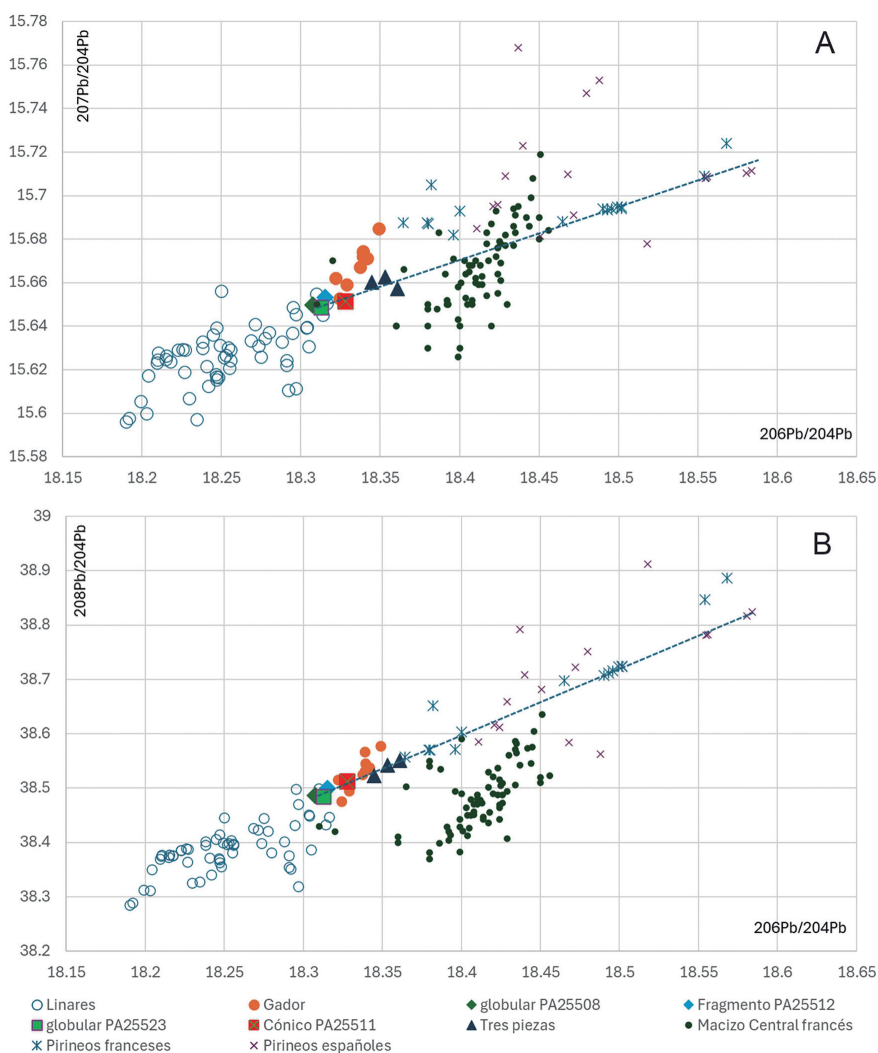 15.78
15.76
15.74
15.72
15.7
15.68
15.66
15.64
15.62
15.6
15.58
207Pb/204Pb
A
206Pb/204Pb
18.15 18.2 18.25 18.3 18.35 18.4 18.45 18.5 18.55 18.6 18.65
39
38.9
38.8
38.7
38.6
38.5
38.4
38.3
38.2
208Pb/204Pb
B
206Pb/204Pb
18.15 18.2 18.25 18.3 18.35 18.4 18.45 18.5 18.55 18.6 18.65
Linares Gador globular PA25508 Fragmento PA25512
globular PA25523 Cónico PA25511 Tres piezas Macizo Central francés
Pirineos franceses Pirineos españoles